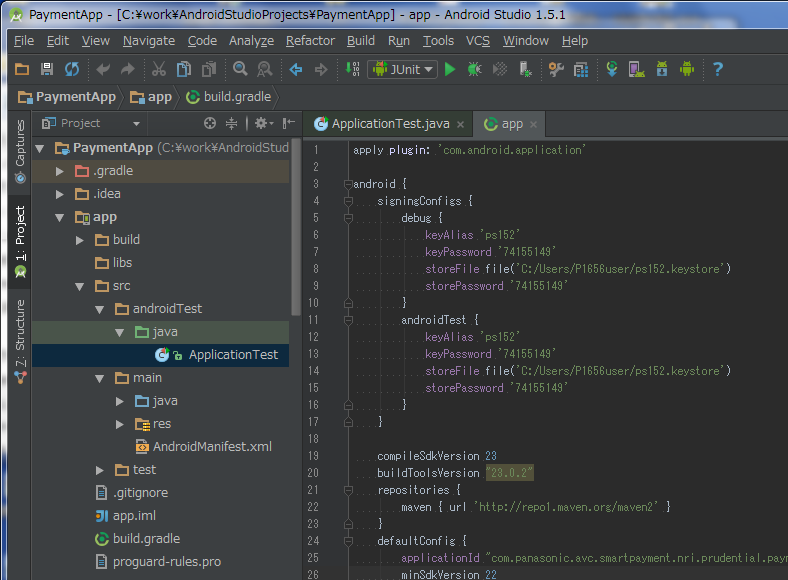 PaymentApp - [C:¥work¥AndroidStudioProjects¥PaymentApp] - app - Android Studio 1.5.1
File Edit View Navigate Code Analyze Refactor Build Run Tools VCS Window Help
JUnit
PaymentApp app build.gradle
Captures
1: Project
7: Structure
Project
PaymentApp (C:¥work¥AndroidStud
.gradle
.idea
app
build
libs
src
androidTest
java
ApplicationTest
main
java
res
AndroidManifest.xml
test
.gitignore
app.iml
build.gradle
proguard-rules.pro
ApplicationTest.java × app ×
1 apply plugin: 'com.android.application'
2
3 android {
4 signingConfigs {
5 debug {
6 keyAlias 'ps152'
7 keyPassword '74155149'
8 storeFile file('C:/Users/P1656user/ps152.keystore')
9 storePassword '74155149'
10 }
11 androidTest {
12 keyAlias 'ps152'
13 keyPassword '74155149'
14 storeFile file('C:/Users/P1656user/ps152.keystore')
15 storePassword '74155149'
16 }
17 }
18
19 compileSdkVersion 23
20 buildToolsVersion "23.0.2"
21 repositories {
22 maven { url 'http://repo1.maven.org/maven2' }
23 }
24 defaultConfig {
25 applicationId "com.panasonic.avc.smartpayment.nri.prudential.paym
26 minSdkVersion 22